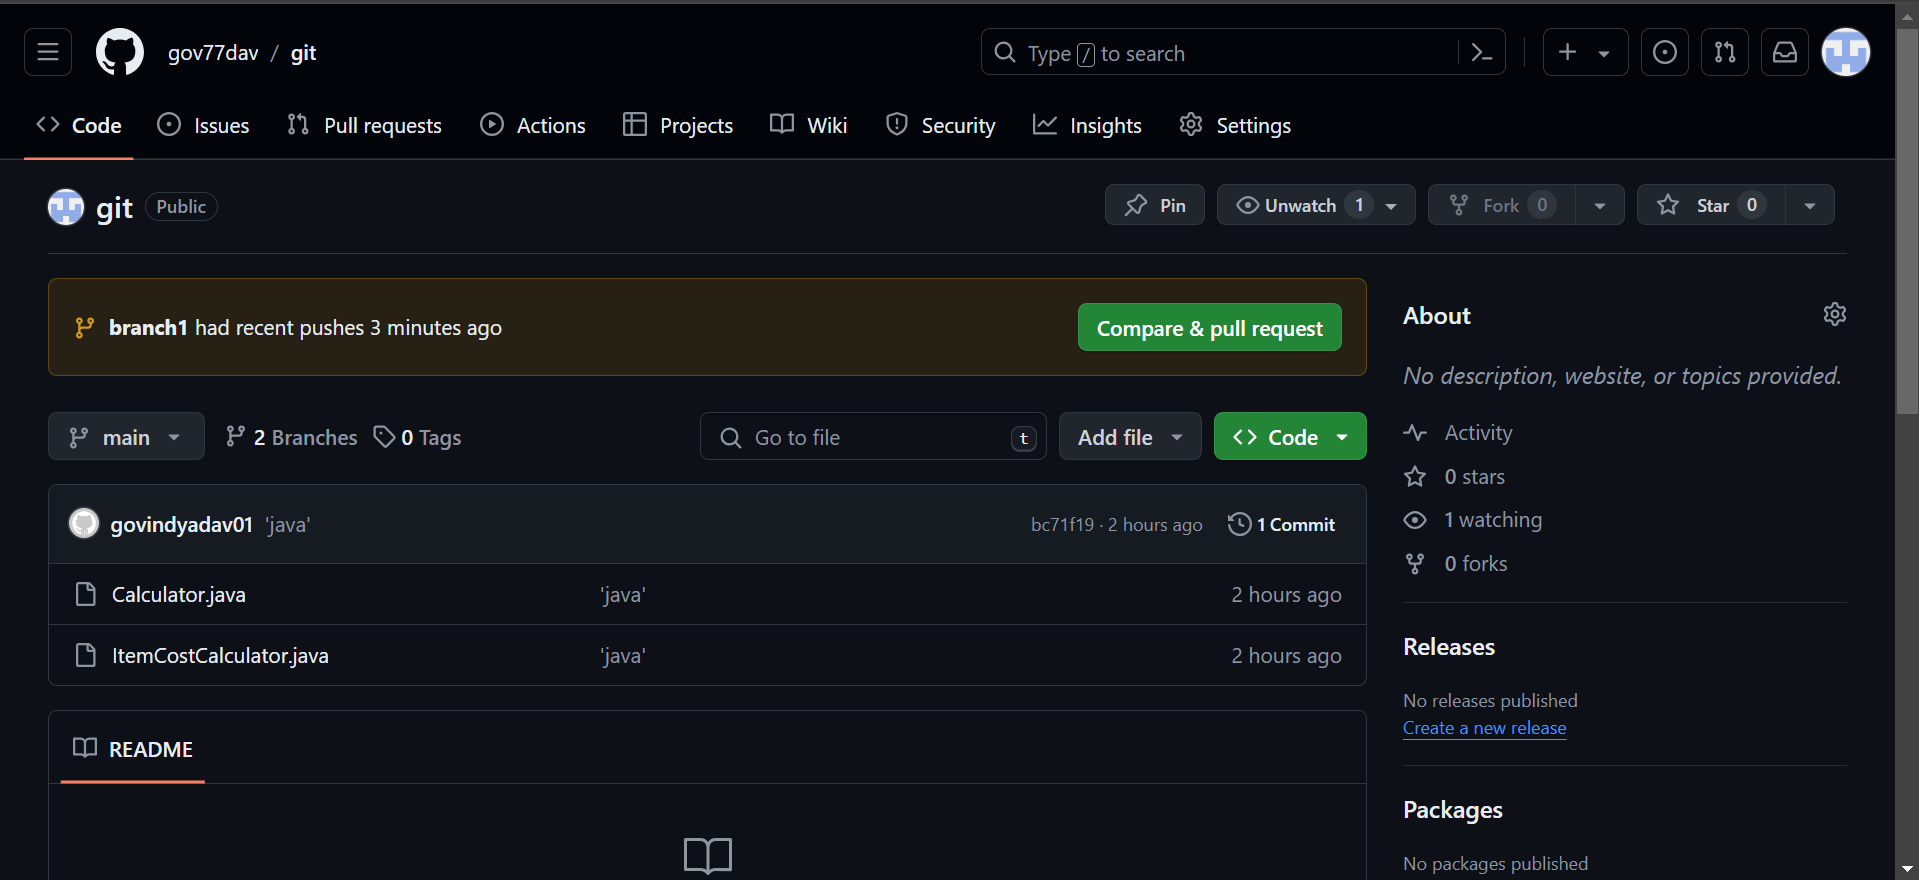 gov77dav / git
Type / to search
Code Issues Pull requests Actions Projects Wiki Security Insights Settings
git Public
Pin Unwatch 1 Fork 0 Star 0
branch1 had recent pushes 3 minutes ago
Compare & pull request
main 2 Branches 0 Tags
Go to file t
Add file
Code
govindyadav01 'java'
bc71f19 · 2 hours ago 1 Commit
Calculator.java 'java' 2 hours ago
ItemCostCalculator.java 'java' 2 hours ago
README
About
No description, website, or topics provided.
Activity
0 stars
1 watching
0 forks
Releases
No releases published
Create a new release
Packages
No packages published